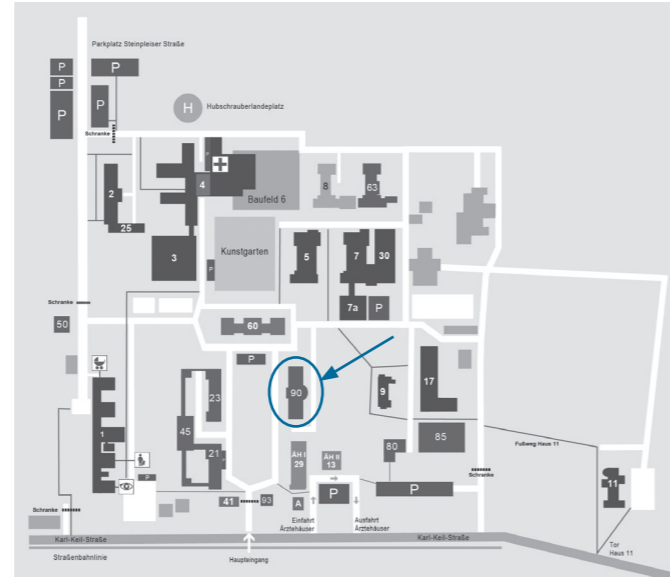 Parkplatz Steinpleiser Straße
P
P
P
P
P
H
Hubschrauberlandeplatz
Schranke
P
4
2
8
63
Baufeld 6
25
3
Kunstgarten
5
7
30
P
7a
P
Schranke
50
60
P
23
90
9
17
1
45
21
80
85
ÄH I
29
ÄH II
13
Fußweg Haus 11
Schranke
P
11
41
93
A
P
P
Schranke
Einfahrt
Ärztehäuser
Ausfahrt
Ärztehäuser
Karl-Keil-Straße
Karl-Keil-Straße
Straßenbahnlinie
Haupteingang
Tor
Haus 11